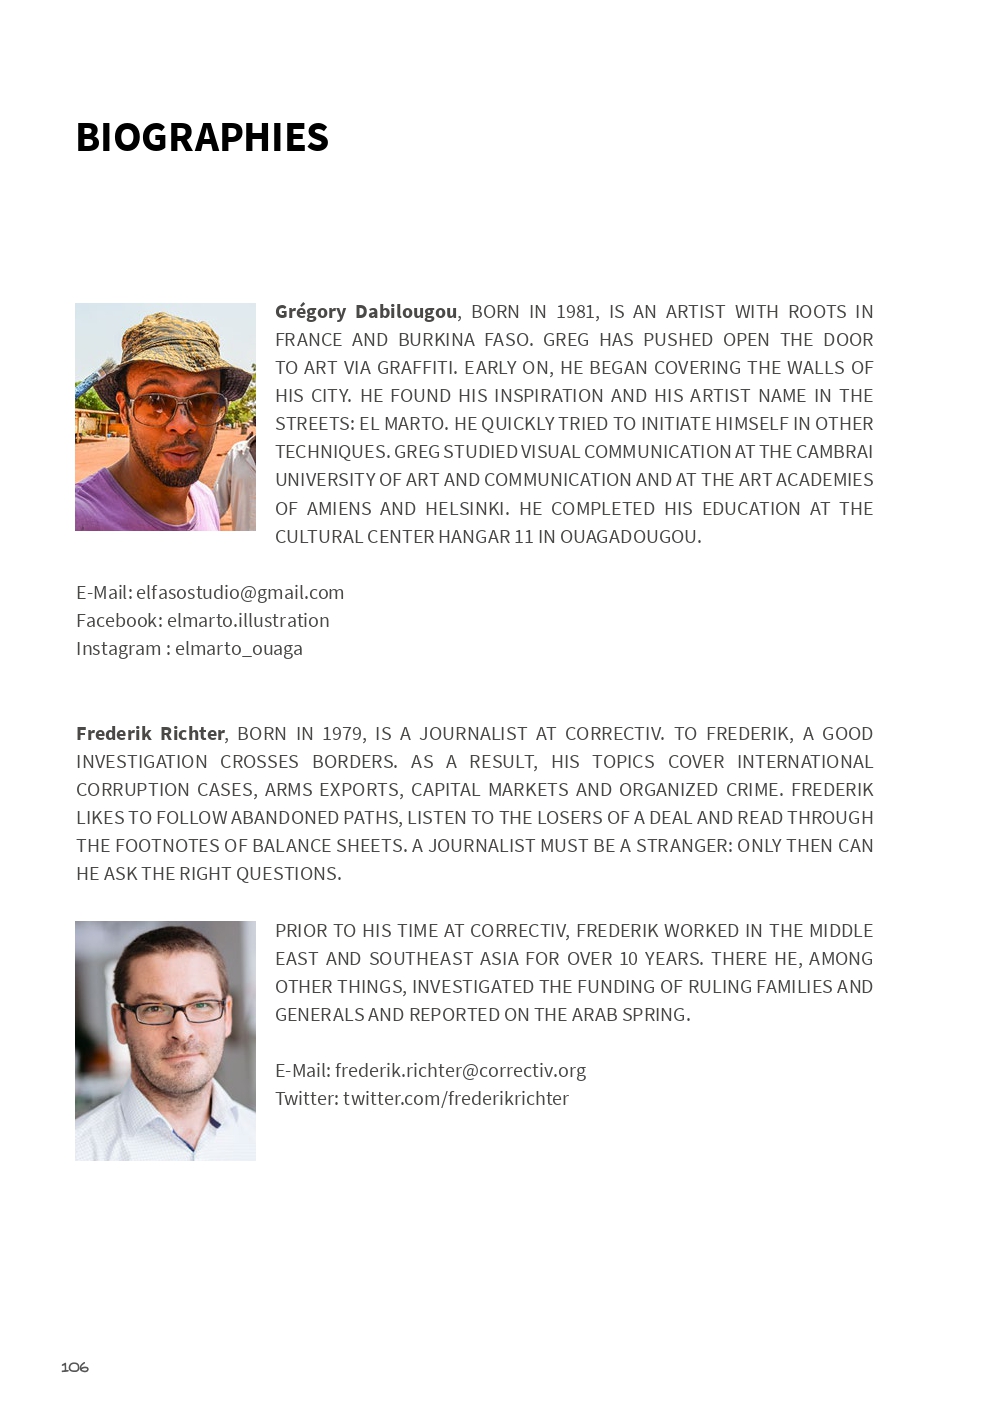 BIOGRAPHIES
Grégory Dabilougou, BORN IN 1981, IS AN ARTIST WITH ROOTS IN
FRANCE AND BURKINA FASO. GREG HAS PUSHED OPEN THE DOOR
TO ART VIA GRAFFITI. EARLY ON, HE BEGAN COVERING THE WALLS OF
HIS CITY. HE FOUND HIS INSPIRATION AND HIS ARTIST NAME IN THE
STREETS: EL MARTO. HE QUICKLY TRIED TO INITIATE HIMSELF IN OTHER
TECHNIQUES. GREG STUDIED VISUAL COMMUNICATION AT THE CAMBRAI
UNIVERSITY OF ART AND COMMUNICATION AND AT THE ART ACADEMIES
OF AMIENS AND HELSINKI. HE COMPLETED HIS EDUCATION AT THE
CULTURAL CENTER HANGAR 11 IN OUAGADOUGOU.
E-Mail: elfasostudio@gmail.com
Facebook: elmarto.illustration
Instagram : elmarto_ouaga
Frederik Richter, BORN IN 1979, IS A JOURNALIST AT CORRECTIV. TO FREDERIK, A GOOD
INVESTIGATION CROSSES BORDERS. AS A RESULT, HIS TOPICS COVER INTERNATIONAL
CORRUPTION CASES, ARMS EXPORTS, CAPITAL MARKETS AND ORGANIZED CRIME. FREDERIK
LIKES TO FOLLOW ABANDONED PATHS, LISTEN TO THE LOSERS OF A DEAL AND READ THROUGH
THE FOOTNOTES OF BALANCE SHEETS. A JOURNALIST MUST BE A STRANGER: ONLY THEN CAN
HE ASK THE RIGHT QUESTIONS.
PRIOR TO HIS TIME AT CORRECTIV, FREDERIK WORKED IN THE MIDDLE
EAST AND SOUTHEAST ASIA FOR OVER 10 YEARS. THERE HE, AMONG
OTHER THINGS, INVESTIGATED THE FUNDING OF RULING FAMILIES AND
GENERALS AND REPORTED ON THE ARAB SPRING.
E-Mail: frederik.richter@correctiv.org
Twitter: twitter.com/frederikrichter
106